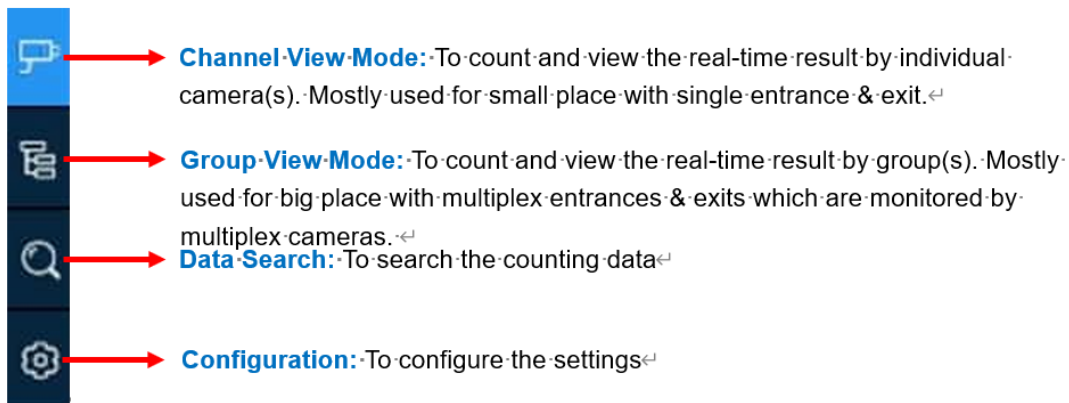 Channel View Mode: To count and view the real-time result by individual
camera(s). Mostly used for small place with single entrance & exit.
Group View Mode: To count and view the real-time result by group(s). Mostly
used for big place with multiplex entrances & exits which are monitored by
multiplex cameras.
Data Search: To search the counting data
Configuration: To configure the settings